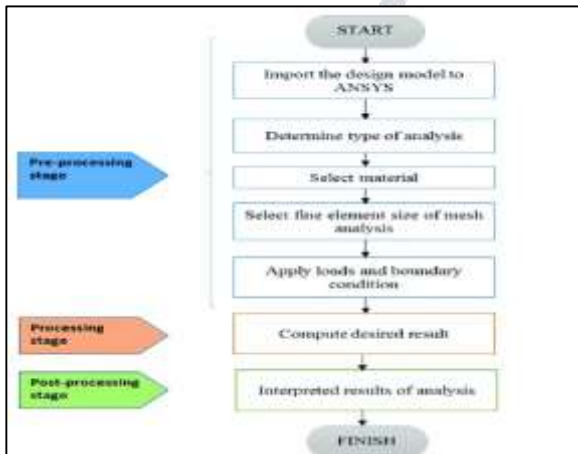 START
Import the design model to
ANSYS
Determine type of analysis
Pre-processing
stage
Select material
Select fine element size of mesh
analysis
Apply loads and boundary
condition
Processing
stage
Compute desired result
Post-processing
stage
Interpreted results of analysis
FINISH